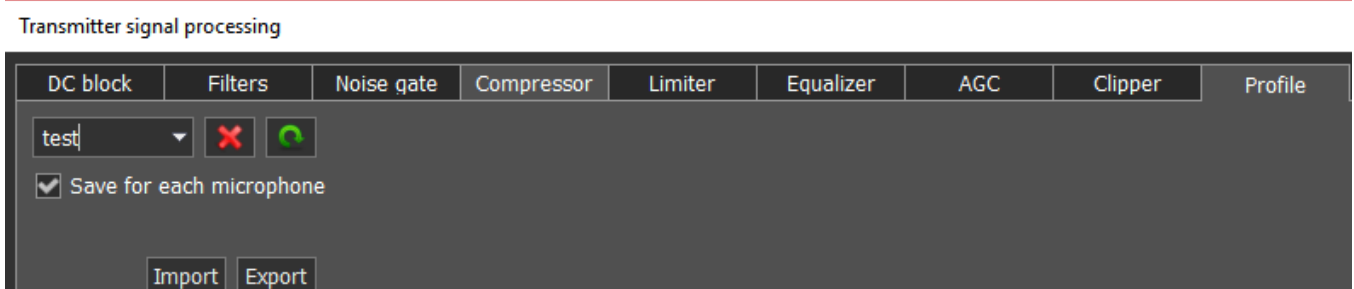 Transmitter signal processing
DC block Filters Noise gate Compressor Limiter Equalizer AGC Clipper Profile
test
Save for each microphone
Import Export